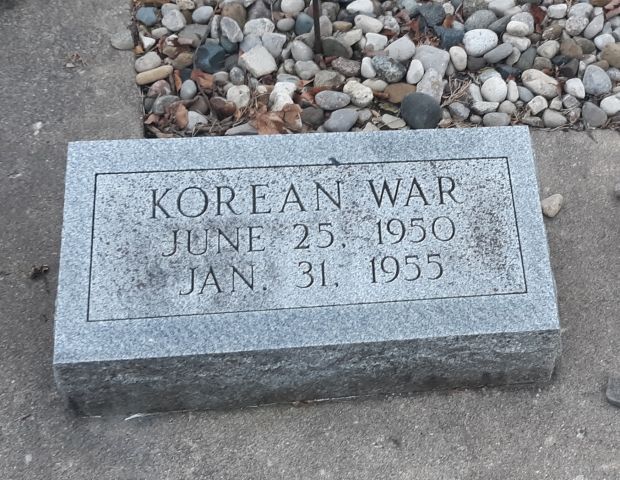 KOREAN WAR
JUNE 25, 1950
JAN. 31, 1955